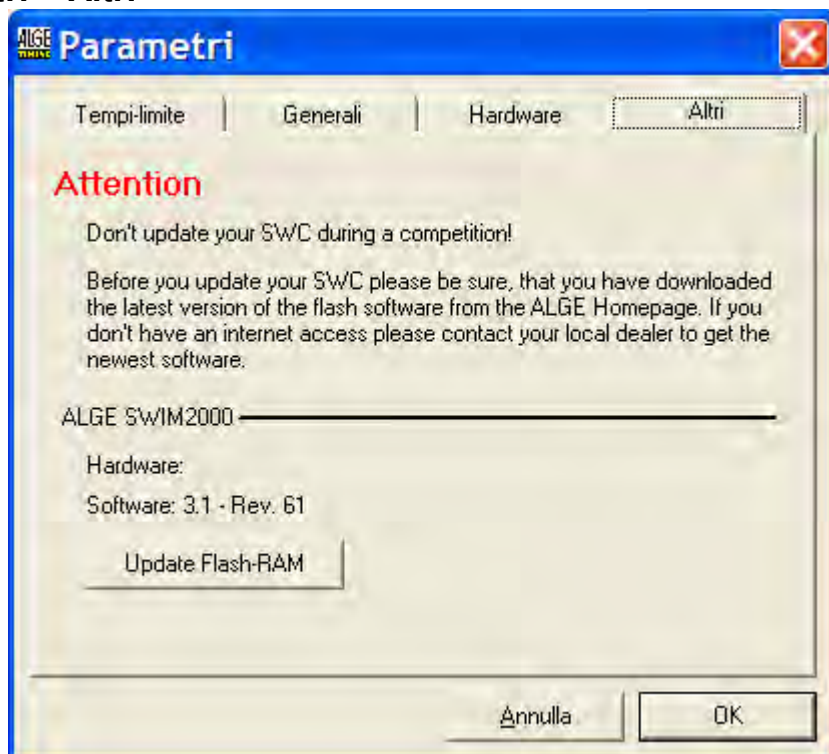 ALGE
TIMING
Parametri
Tempi-limite
Generali
Hardware
Altri
Attention
Don't update your SWC during a competition!
Before you update your SWC please be sure, that you have downloaded
the latest version of the flash software from the ALGE Homepage. If you
don't have an internet access please contact your local dealer to get the
newest software.
ALGE SWIM2000
Hardware:
Software: 3.1 - Rev. 61
Update Flash-RAM
Annulla
OK